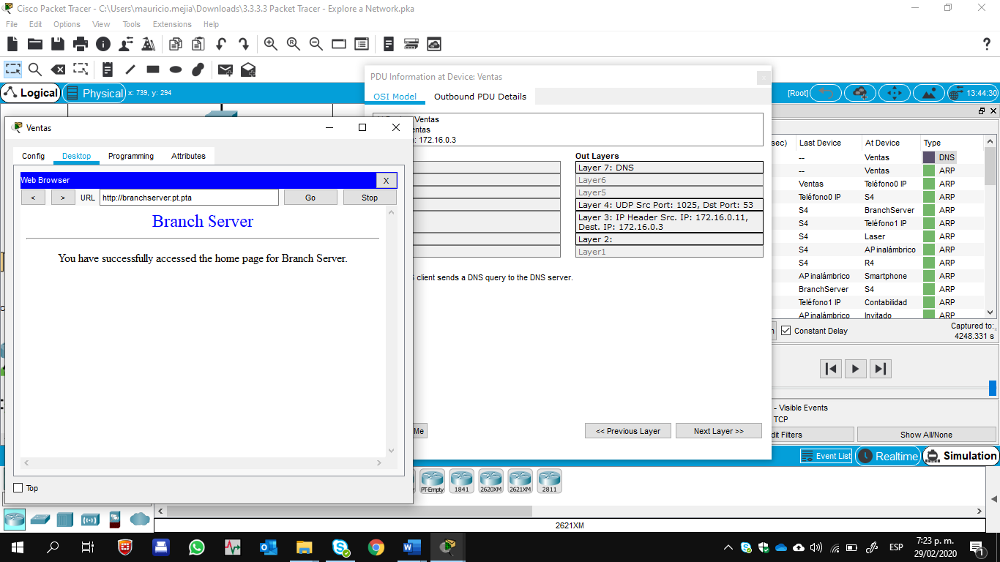 Cisco Packet Tracer - C:\Users\mauricio.mejia\Downloads\3.3.3.3 Packet Tracer - Explore a Network.pka
File Edit Options View Tools Extensions Help
Logical Physical x: 739, y: 294
[Root] 13:44:30
PDU Information at Device: Ventas
OSI Model Outbound PDU Details
Ventas
172.16.0.3
Out Layers
Layer 7: DNS
Layer6
Layer5
Layer 4: UDP Src Port: 1025, Dst Port: 53
Layer 3: IP Header Src. IP: 172.16.0.11,
Dest. IP: 172.16.0.3
Layer 2:
Layer1
client sends a DNS query to the DNS server.
Me << Previous Layer Next Layer >>
Ventas
Config Desktop Programming Attributes
Web Browser X
< > URL http://branchserver.pt.pta Go Stop
Branch Server
You have successfully accessed the home page for Branch Server.
Top
sec) Last Device At Device Type
-- Ventas DNS
-- Ventas ARP
Ventas Teléfono0 IP ARP
Teléfono0 IP S4 ARP
S4 BranchServer ARP
S4 Teléfono1 IP ARP
S4 Laser ARP
S4 AP inalámbrico ARP
S4 R4 ARP
AP inalámbrico Smartphone ARP
BranchServer S4 ARP
Teléfono1 IP Contabilidad ARP
AP inalámbrico Invitado ARP
Constant Delay Captured to:
4248.331 s
- Visible Events
TCP
dit Filters Show All/None
Event List Realtime Simulation
PT-Empty 1841 2620XM 2621XM 2811
2621XM
ESP 7:23 p. m.
29/02/2020
1